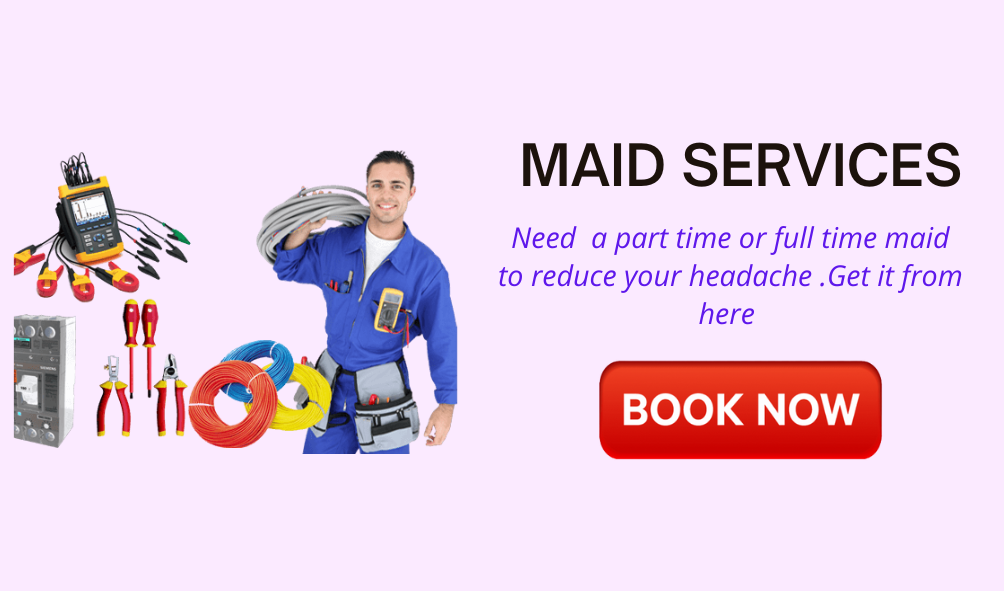 MAID SERVICES
Need  a part time or full time maid
to reduce your headache .Get it from
here
BOOK NOW